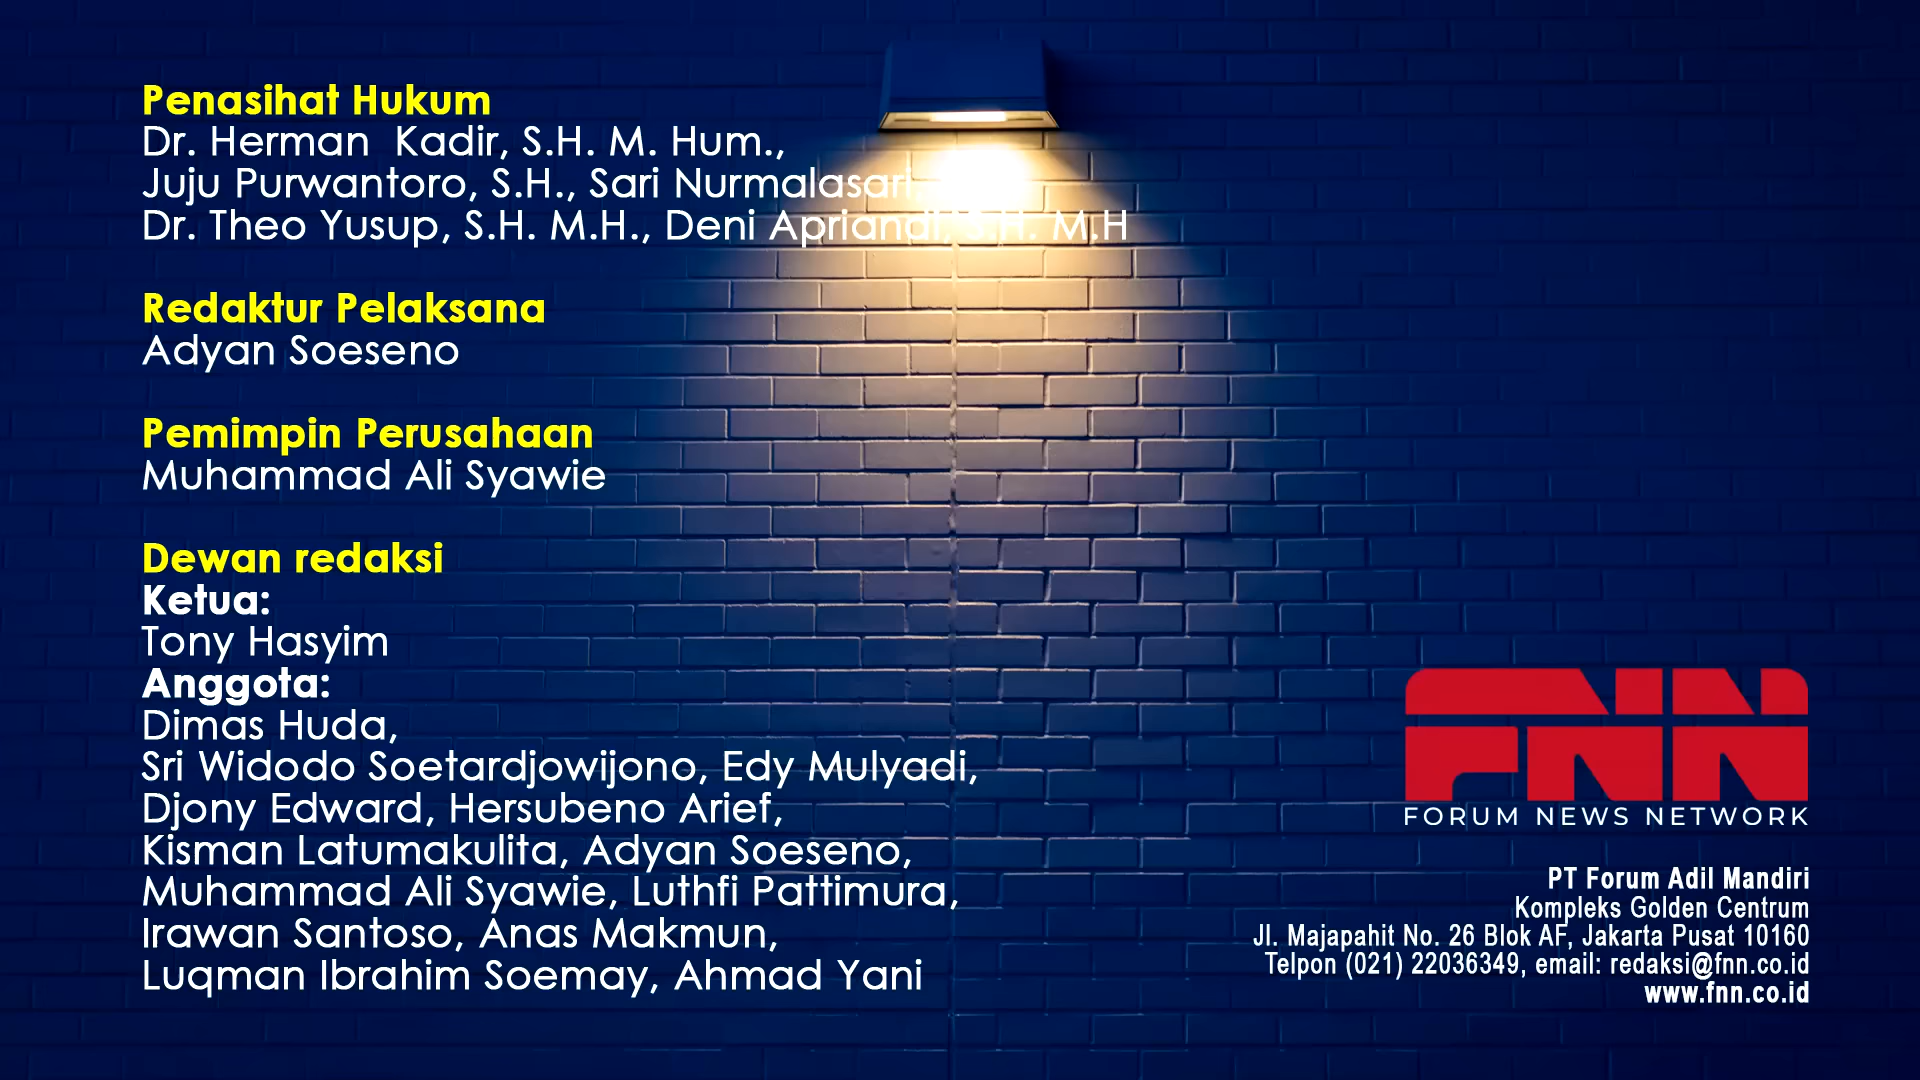 Penasihat Hukum
Dr. Herman  Kadir, S.H. M. Hum.,
Juju Purwantoro, S.H., Sari Nurmalasari,
Dr. Theo Yusup, S.H. M.H., Deni Apriandi, S.H. M.H
Redaktur Pelaksana
Adyan Soeseno
Pemimpin Perusahaan
Muhammad Ali Syawie
Dewan redaksi
Ketua:
Tony Hasyim
Anggota:
Dimas Huda,
Sri Widodo Soetardjowijono, Edy Mulyadi,
Djony Edward, Hersubeno Arief,
Kisman Latumakulita, Adyan Soeseno,
Muhammad Ali Syawie, Luthfi Pattimura,
Irawan Santoso, Anas Makmun,
Luqman Ibrahim Soemay, Ahmad Yani
FNN
FORUM NEWS NETWORK
PT Forum Adil Mandiri
Kompleks Golden Centrum
Jl. Majapahit No. 26 Blok AF, Jakarta Pusat 10160
Telpon (021) 22036349, email: redaksi@fnn.co.id
www.fnn.co.id